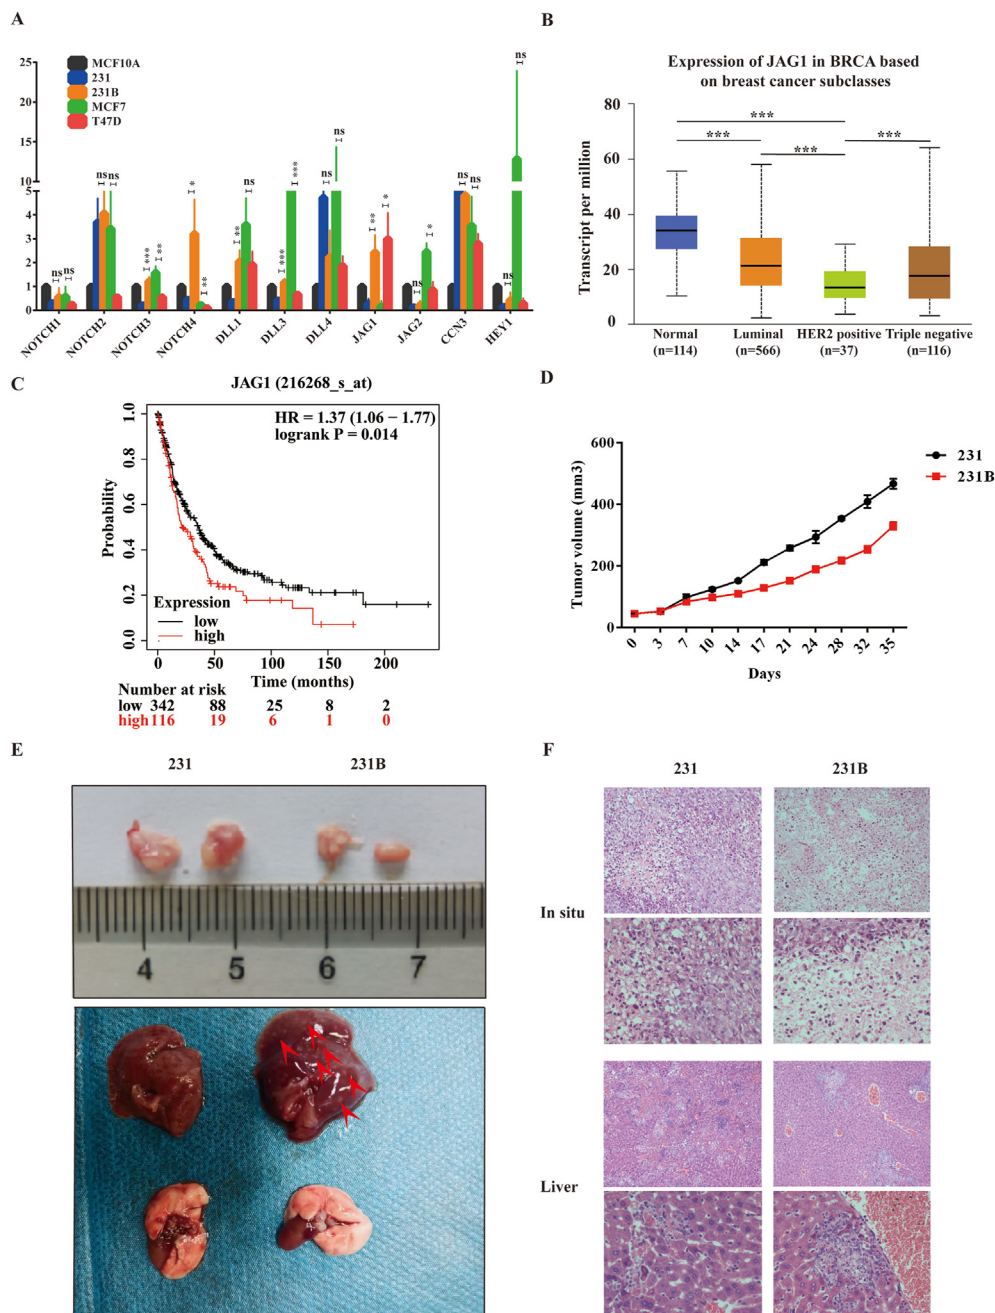 A
MCF10A
231
231B
MCF7
T47D
25
20
15
10
5
4
3
2
1
0
ns
ns
ns
ns
***
**
*
**
**
ns
***
***
ns
**
*
ns
*
ns
ns
ns
ns
NOTCH1
NOTCH2
NOTCH3
NOTCH4
DLL1
DLL3
DLL4
JAG1
JAG2
CCN3
HEY1
B
Expression of JAG1 in BRCA based
on breast cancer subclasses
Transcript per million
80
60
40
20
0
***
***
***
***
Normal
(n=114)
Luminal
(n=566)
HER2 positive
(n=37)
Triple negative
(n=116)
C
JAG1 (216268_s_at)
HR = 1.37 (1.06 − 1.77)
logrank P = 0.014
Probability
1.0
0.8
0.6
0.4
0.2
0.0
Expression
low
high
0 50 100 150 200
Time (months)
Number at risk
low 342 88 25 8 2
high 116 19 6 1 0
D
Tumor volume (mm3)
600
400
200
0
231
231B
0 3 7 10 14 17 21 24 28 32 35
Days
E
231 231B
4 5 6 7
F
231 231B
In situ
Liver